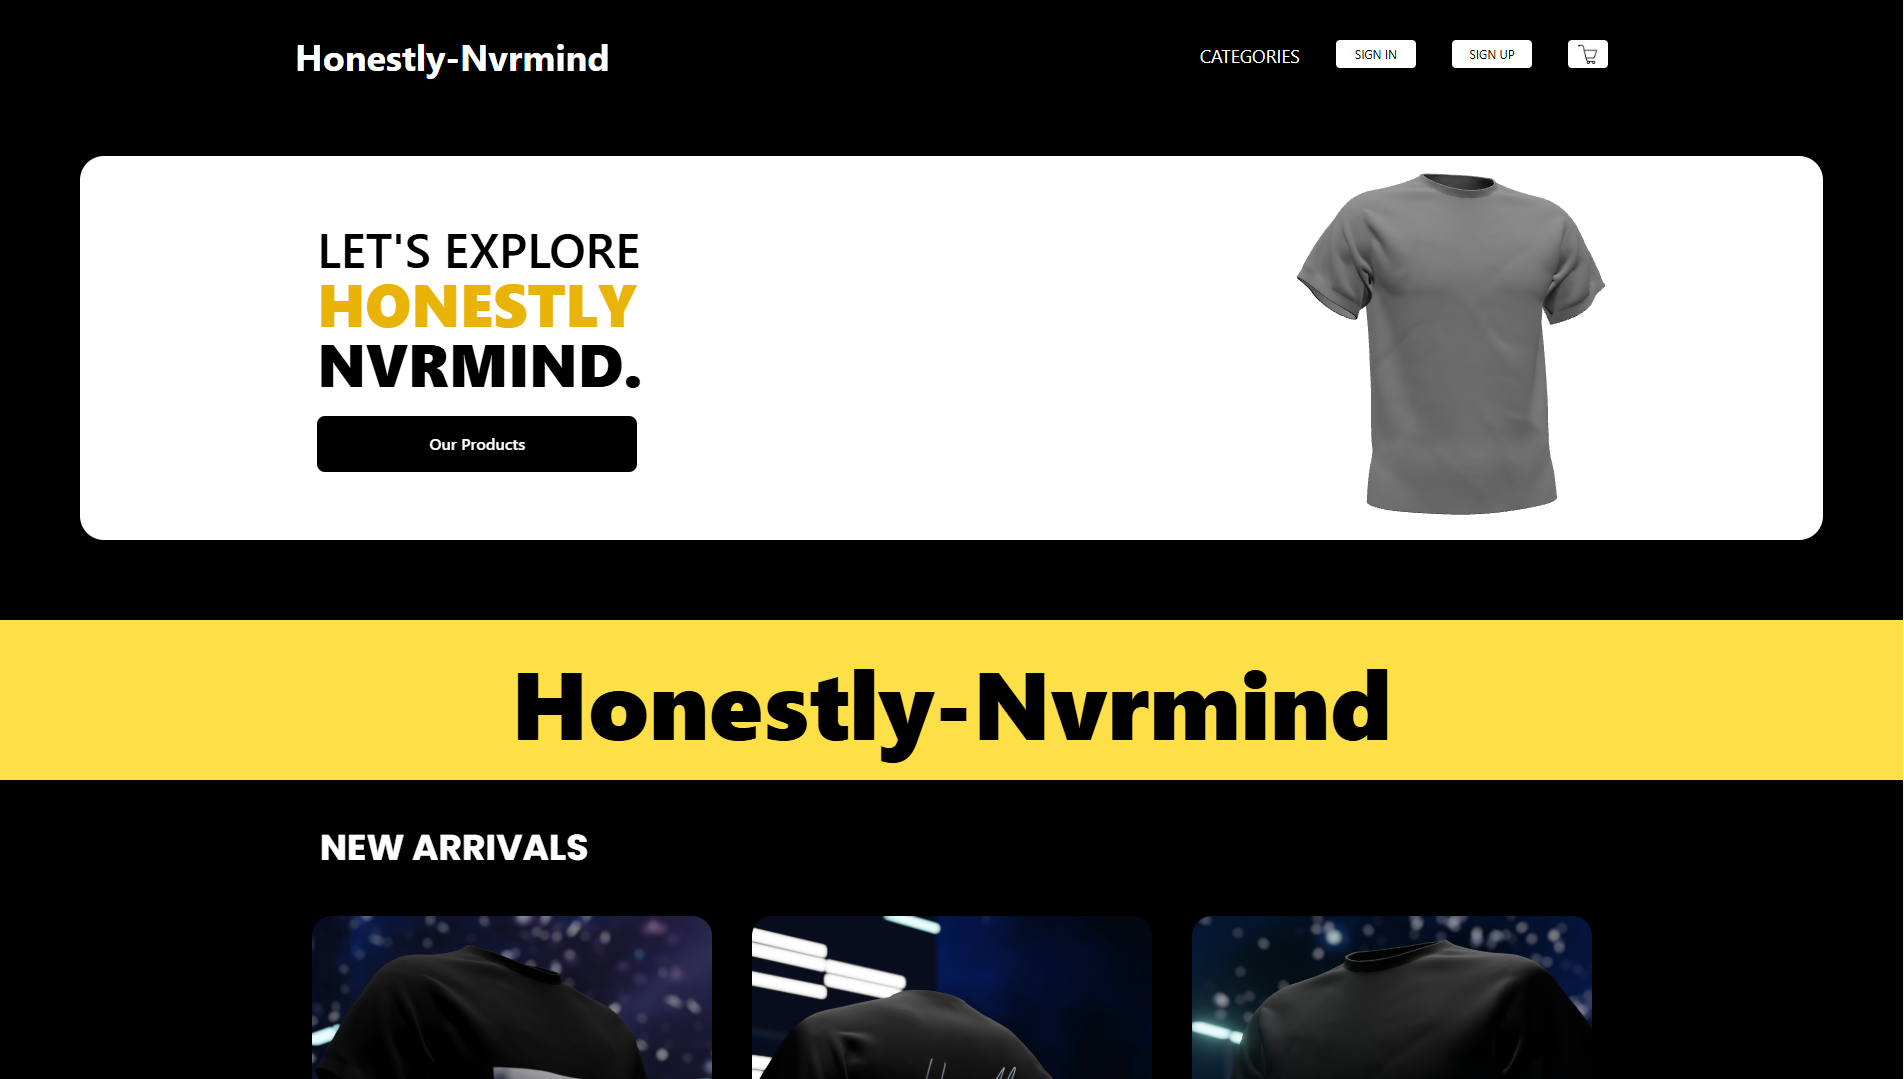 Honestly-Nvrmind
CATEGORIES
SIGN IN
SIGN UP
LET'S EXPLORE
HONESTLY
NVRMIND.
Our Products
Honestly-Nvrmind
NEW ARRIVALS